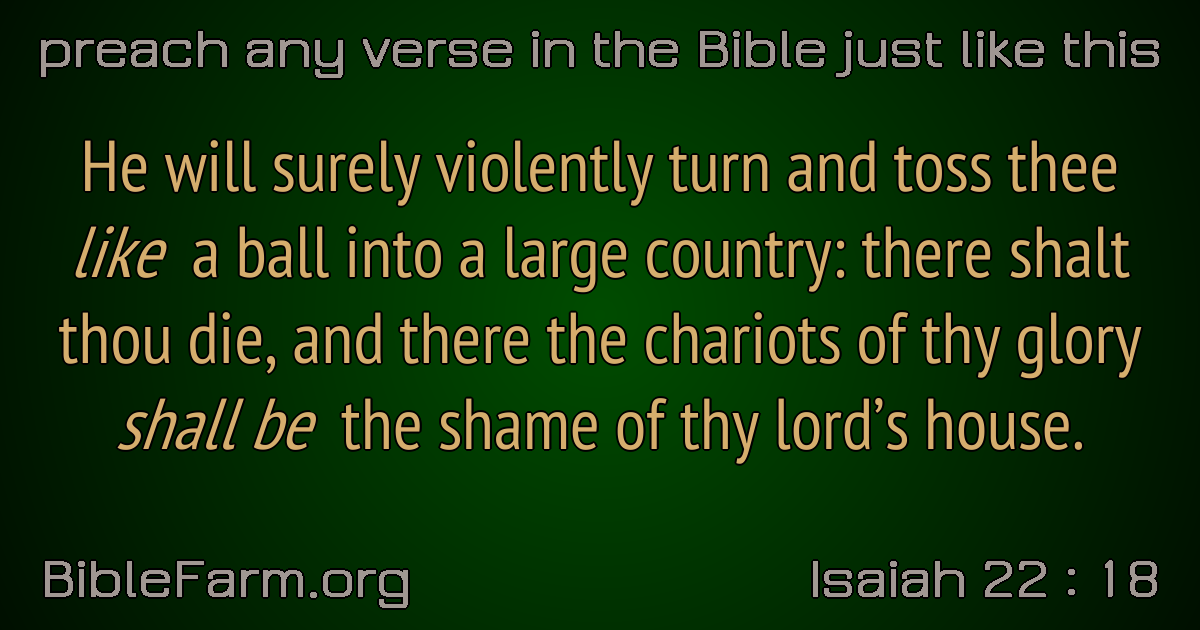 preach any verse in the Bible just like this
He will surely violently turn and toss thee
like a ball into a large country: there shalt
thou die, and there the chariots of thy glory
shall be the shame of thy lord’s house.
BibleFarm.org
Isaiah 22 : 18